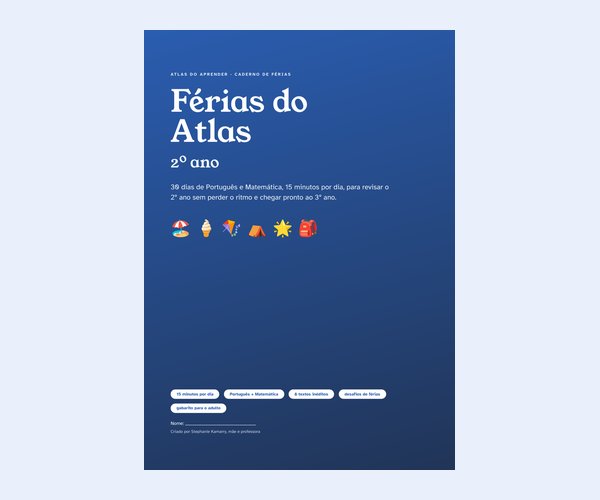 ATLAS DO APRENDER · CADERNO DE FÉRIAS
Férias do
Atlas
2º ano
30 dias de Português e Matemática, 15 minutos por dia, para revisar o
2º ano sem perder o ritmo e chegar pronto ao 3º ano.
15 minutos por dia
Português + Matemática
8 textos inéditos
desafios de férias
gabarito para o adulto
Nome:
Criado por Stephanie Kamarry, mãe e professora